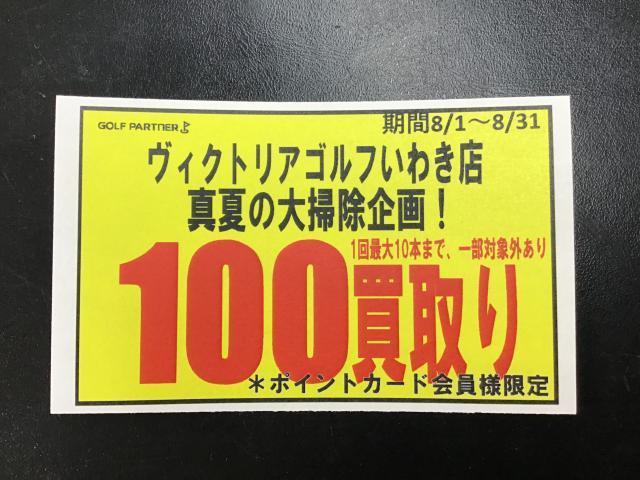 GOLF PARTNER
期間8/1～8/31
ヴィクトリアゴルフいわき店
真夏の大掃除企画！
1回最大10本まで、一部対象外あり
100買取り
＊ポイントカード会員様限定